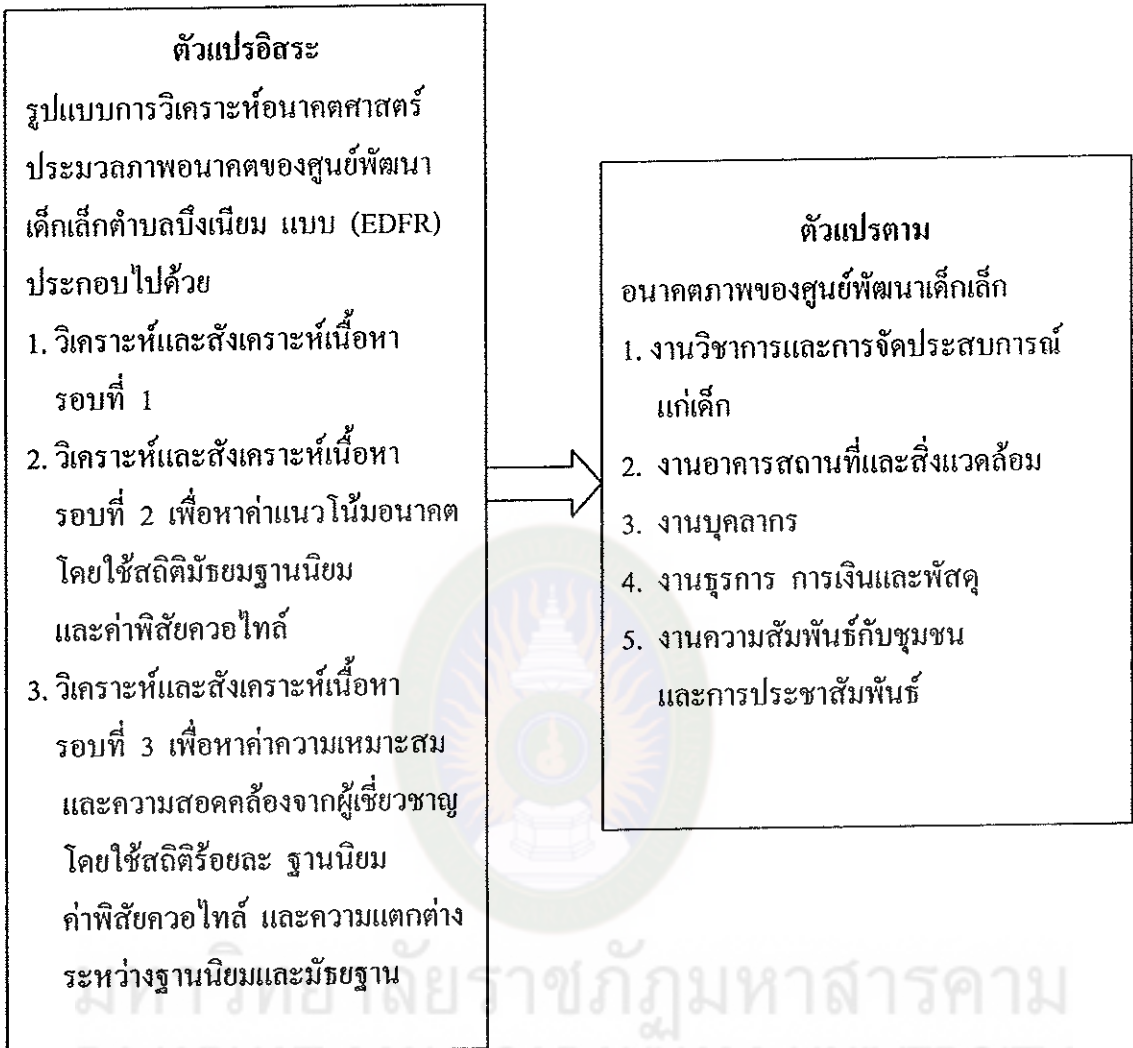 ตัวแปรอิสระ
รูปแบบการวิเคราะห์อนาคตศาสตร์
ประมวลภาพอนาคตของศูนย์พัฒนา
เด็กเล็กตำบลบึงเนียม แบบ (EDFR)
ประกอบไปด้วย
1. วิเคราะห์และสังเคราะห์เนื้อหา
รอบที่ 1
2. วิเคราะห์และสังเคราะห์เนื้อหา
รอบที่ 2 เพื่อหาค่าแนวโน้มอนาคต
โดยใช้สถิติมัธยมฐานนิยม
และค่าพิสัยควอไทล์
3. วิเคราะห์และสังเคราะห์เนื้อหา
รอบที่ 3 เพื่อหาค่าความเหมาะสม
และความสอดคล้องจากผู้เชี่ยวชาญ
โดยใช้สถิติร้อยละ ฐานนิยม
ค่าพิสัยควอไทล์ และความแตกต่าง
ระหว่างฐานนิยมและมัธยฐาน
ตัวแปรตาม
อนาคตภาพของศูนย์พัฒนาเด็กเล็ก
1. งานวิชาการและการจัดประสบการณ์
แก่เด็ก
2. งานอาคารสถานที่และสิ่งแวดล้อม
3. งานบุคลากร
4. งานธุรการ การเงินและพัสดุ
5. งานความสัมพันธ์กับชุมชน
และการประชาสัมพันธ์
มหาวิทยาลัยราชภัฏมหาสารคาม